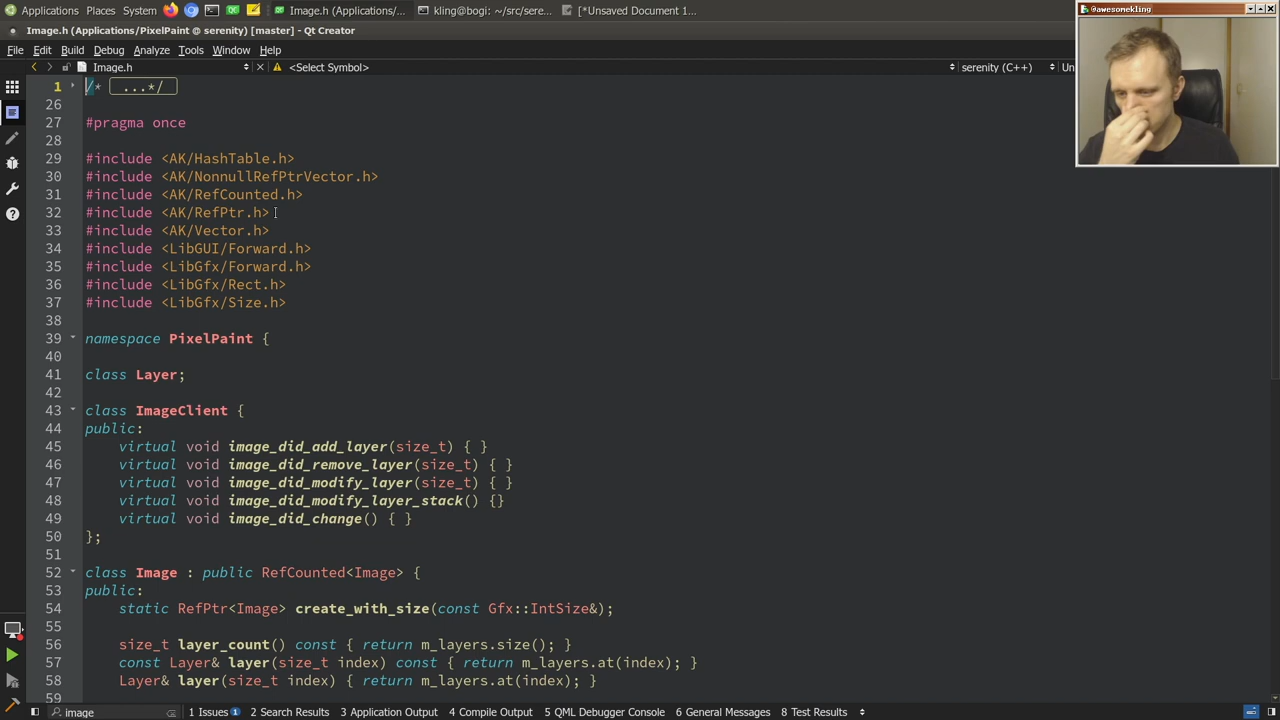 Applications Places System Image.h (Applications/... kling@bogi: ~/src/sere... [*Unsaved Document 1...
@awesomekling
Image.h (Applications/PixelPaint @ serenity) [master] - Qt Creator
File Edit Build Debug Analyze Tools Window Help
Image.h <Select Symbol> serenity (C++) Un
1 /* ...*/
26
27 #pragma once
28
29 #include <AK/HashTable.h>
30 #include <AK/NonnullRefPtrVector.h>
31 #include <AK/RefCounted.h>
32 #include <AK/RefPtr.h>
33 #include <AK/Vector.h>
34 #include <LibGUI/Forward.h>
35 #include <LibGfx/Forward.h>
36 #include <LibGfx/Rect.h>
37 #include <LibGfx/Size.h>
38
39 namespace PixelPaint {
40
41 class Layer;
42
43 class ImageClient {
44 public:
45 virtual void image_did_add_layer(size_t) { }
46 virtual void image_did_remove_layer(size_t) { }
47 virtual void image_did_modify_layer(size_t) { }
48 virtual void image_did_modify_layer_stack() {}
49 virtual void image_did_change() { }
50 };
51
52 class Image : public RefCounted<Image> {
53 public:
54 static RefPtr<Image> create_with_size(const Gfx::IntSize&);
55
56 size_t layer_count() const { return m_layers.size(); }
57 const Layer& layer(size_t index) const { return m_layers.at(index); }
58 Layer& layer(size_t index) { return m_layers.at(index); }
59
image 1 Issues 1 2 Search Results 3 Application Output 4 Compile Output 5 QML Debugger Console 6 General Messages 8 Test Results